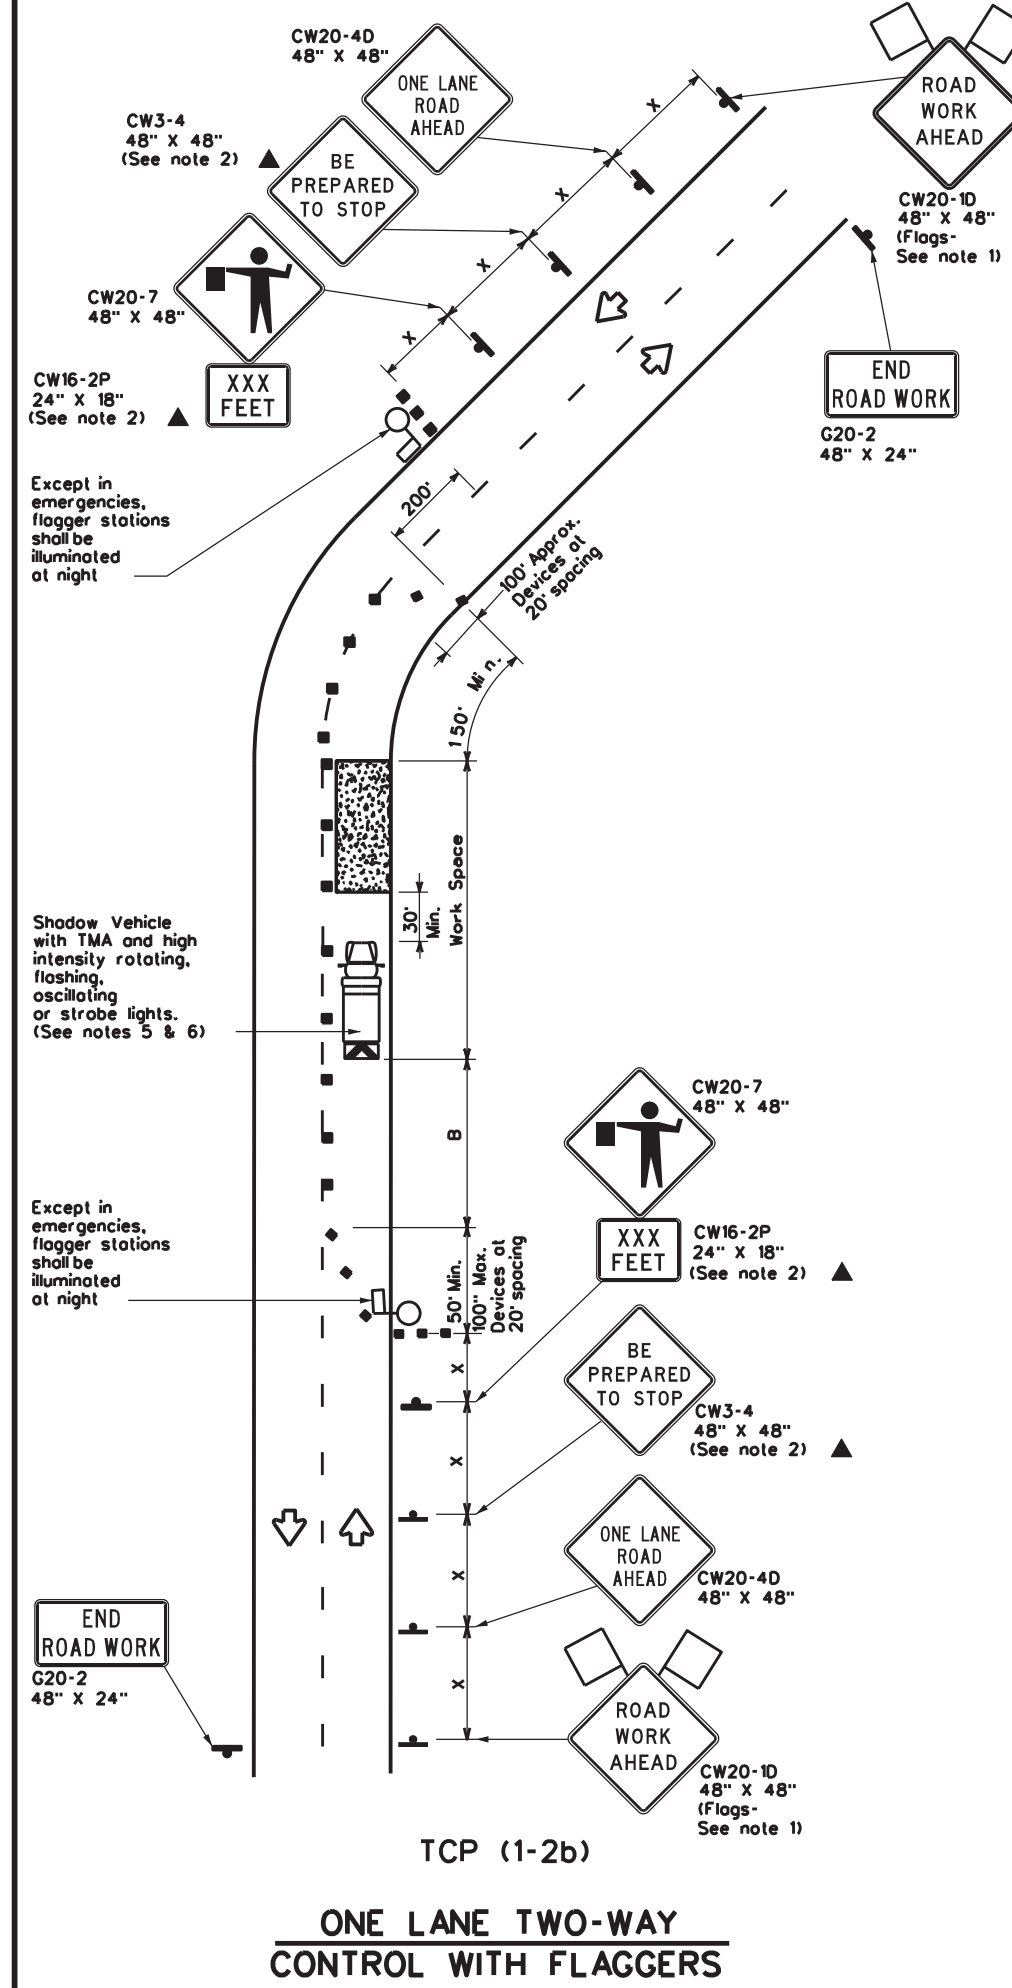 CW20-4D
48" X 48"
ONE LANE
ROAD
AHEAD
ROAD
WORK
AHEAD
CW20-1D
48" X 48"
(Flags-
See note 1)
CW3-4
48" X 48"
(See note 2)
BE
PREPARED
TO STOP
X
X
X
X
CW20-7
48" X 48"
CW16-2P
24" X 18"
(See note 2)
XXX
FEET
END
ROAD WORK
G20-2
48" X 24"
Except in
emergencies,
flagger stations
shall be
illuminated
at night
200'
100' Approx.
Devices at
20' spacing
150' Min.
Work Space
30'
Min.
Shadow Vehicle
with TMA and high
intensity rotating,
flashing,
oscillating
or strobe lights.
(See notes 5 & 6)
B
CW20-7
48" X 48"
XXX
FEET
CW16-2P
24" X 18"
(See note 2)
Except in
emergencies,
flagger stations
shall be
illuminated
at night
50' Min.
100" Max.
Devices at
20' spacing
X
X
X
X
BE
PREPARED
TO STOP
CW3-4
48" X 48"
(See note 2)
ONE LANE
ROAD
AHEAD
CW20-4D
48" X 48"
END
ROAD WORK
G20-2
48" X 24"
ROAD
WORK
AHEAD
CW20-1D
48" X 48"
(Flags-
See note 1)
TCP (1-2b)
ONE LANE TWO-WAY
CONTROL WITH FLAGGERS